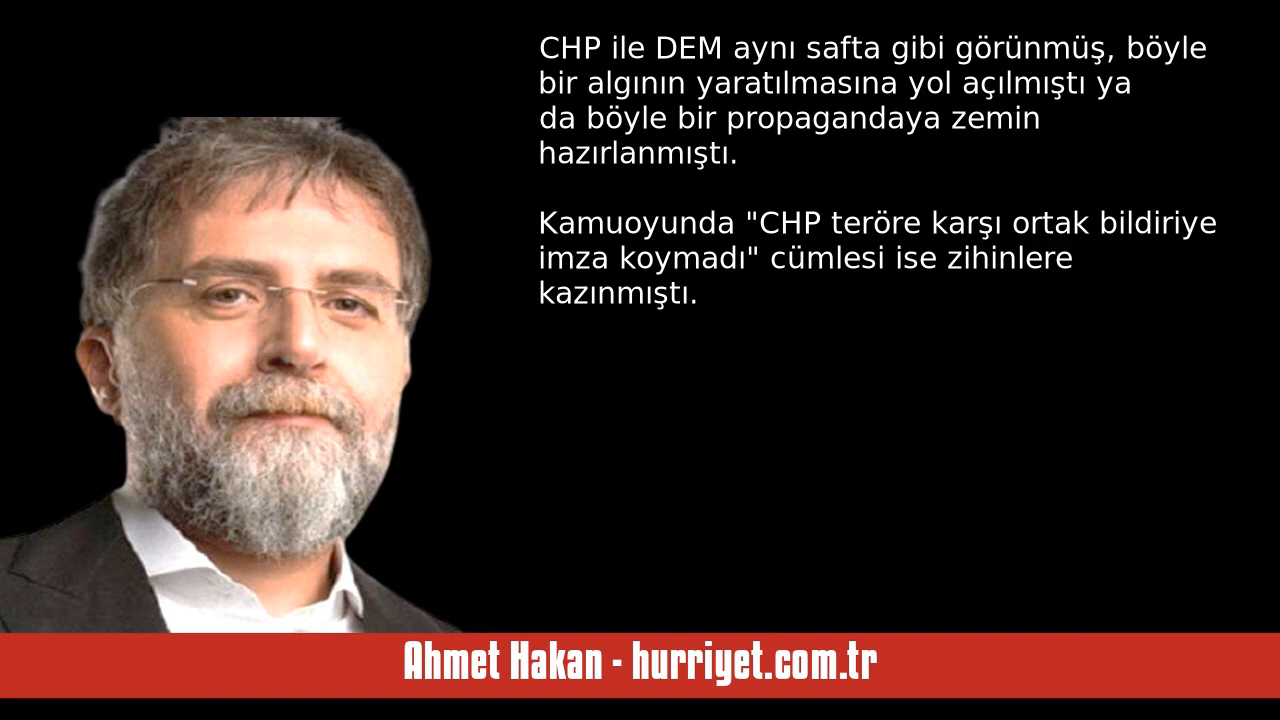 CHP ile DEM aynı safta gibi görünmüş, böyle
bir algının yaratılmasına yol açılmıştı ya
da böyle bir propagandaya zemin
hazırlanmıştı.
Kamuoyunda "CHP teröre karşı ortak bildiriye
imza koymadı" cümlesi ise zihinlere
kazınmıştı.
Ahmet Hakan - hurriyet.com.tr